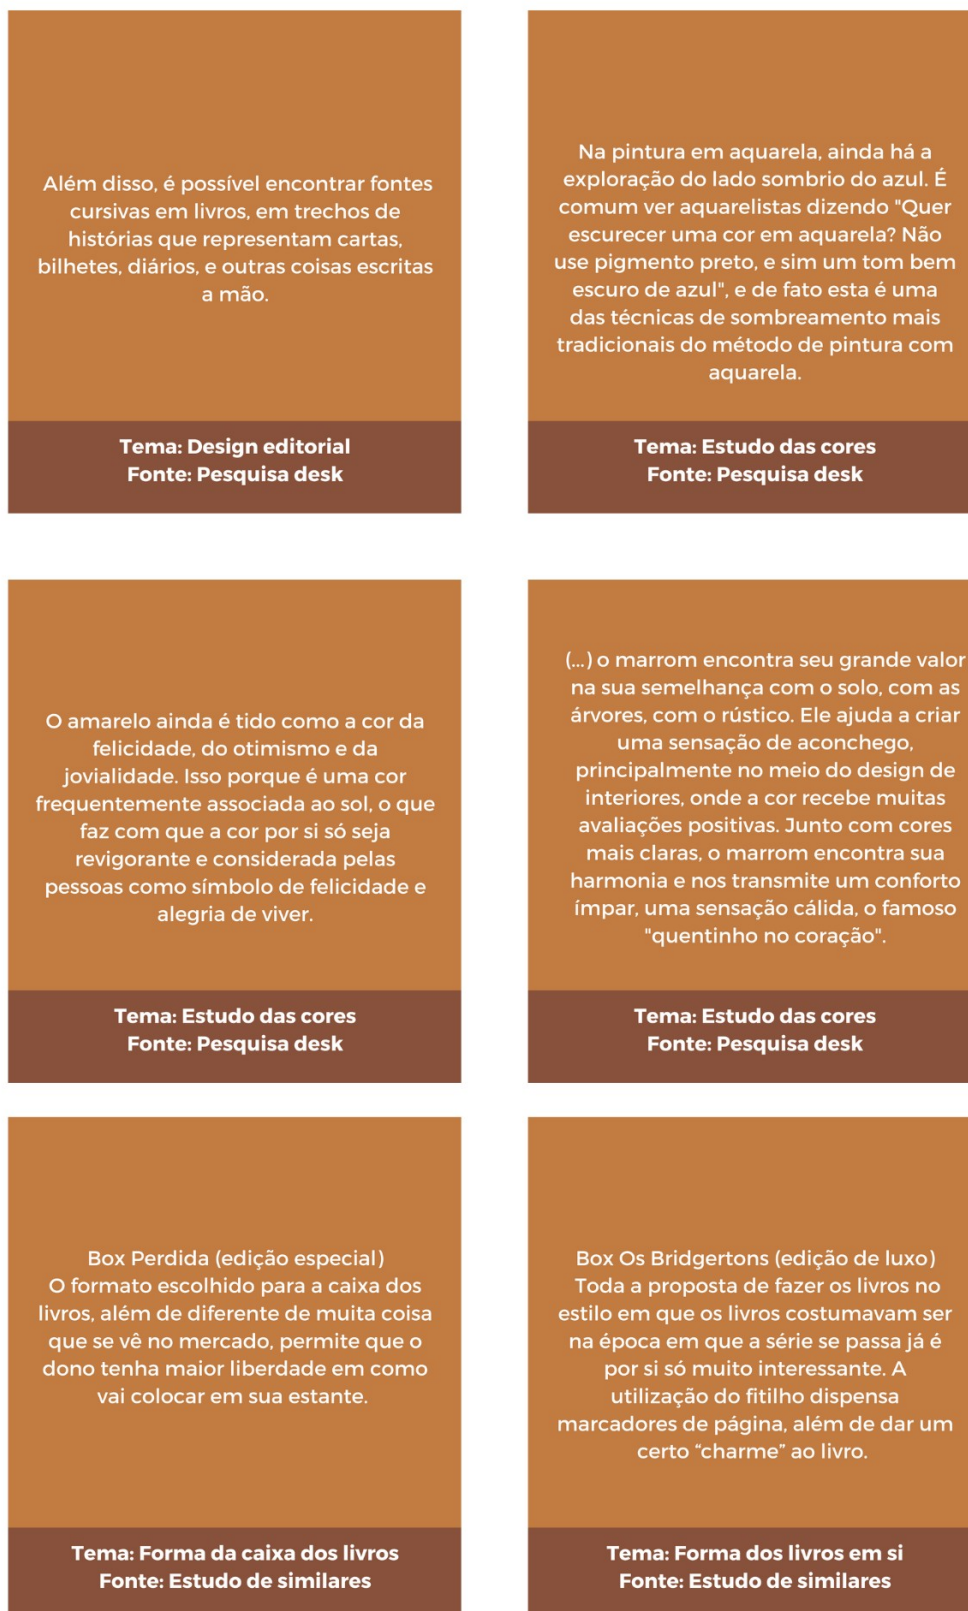 Além disso, é possível encontrar fontes
cursivas em livros, em trechos de
histórias que representam cartas,
bilhetes, diários, e outras coisas escritas
a mão.
Tema: Design editorial
Fonte: Pesquisa desk
Na pintura em aquarela, ainda há a
exploração do lado sombrio do azul. É
comum ver aquarelistas dizendo "Quer
escurecer uma cor em aquarela? Não
use pigmento preto, e sim um tom bem
escuro de azul", e de fato esta é uma
das técnicas de sombreamento mais
tradicionais do método de pintura com
aquarela.
Tema: Estudo das cores
Fonte: Pesquisa desk
O amarelo ainda é tido como a cor da
felicidade, do otimismo e da
jovialidade. Isso porque é uma cor
frequentemente associada ao sol, o que
faz com que a cor por si só seja
revigorante e considerada pelas
pessoas como símbolo de felicidade e
alegria de viver.
Tema: Estudo das cores
Fonte: Pesquisa desk
(...) o marrom encontra seu grande valor
na sua semelhança com o solo, com as
árvores, com o rústico. Ele ajuda a criar
uma sensação de aconchego,
principalmente no meio do design de
interiores, onde a cor recebe muitas
avaliações positivas. Junto com cores
mais claras, o marrom encontra sua
harmonia e nos transmite um conforto
ímpar, uma sensação cálida, o famoso
"quentinho no coração".
Tema: Estudo das cores
Fonte: Pesquisa desk
Box Perdida (edição especial)
O formato escolhido para a caixa dos
livros, além de diferente de muita coisa
que se vê no mercado, permite que o
dono tenha maior liberdade em como
vai colocar em sua estante.
Tema: Forma da caixa dos livros
Fonte: Estudo de similares
Box Os Bridgertons (edição de luxo)
Toda a proposta de fazer os livros no
estilo em que os livros costumavam ser
na época em que a série se passa já é
por si só muito interessante. A
utilização do fitilho dispensa
marcadores de página, além de dar um
certo “charme” ao livro.
Tema: Forma dos livros em si
Fonte: Estudo de similares